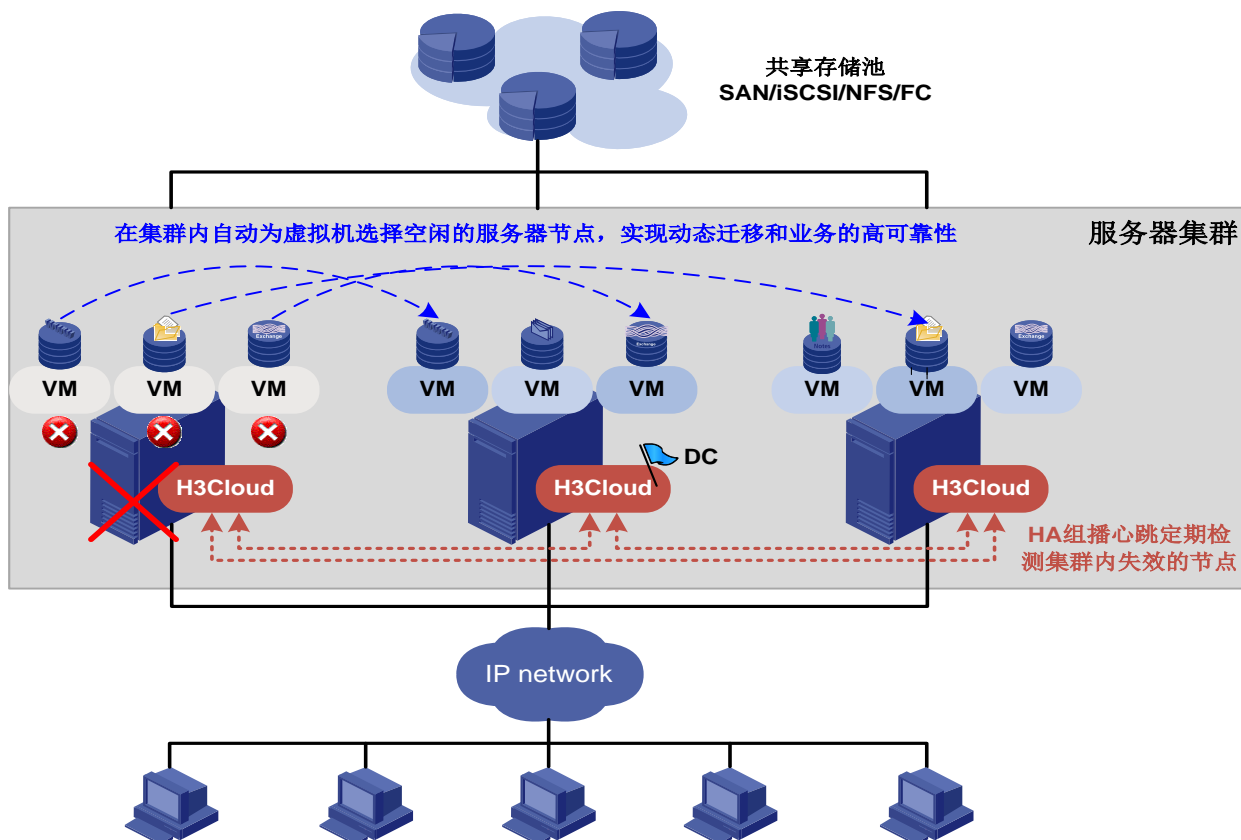 共享存储池
SAN/iSCSI/NFS/FC
在集群内自动为虚拟机选择空闲的服务器节点，实现动态迁移和业务的高可靠性
服务器集群
Exchange
Exchange
Notes
Exchange
VM
VM
VM
VM
VM
VM
VM
VM
VM
DC
H3Cloud
H3Cloud
H3Cloud
HA组播心跳定期检
测集群内失效的节点
IP network